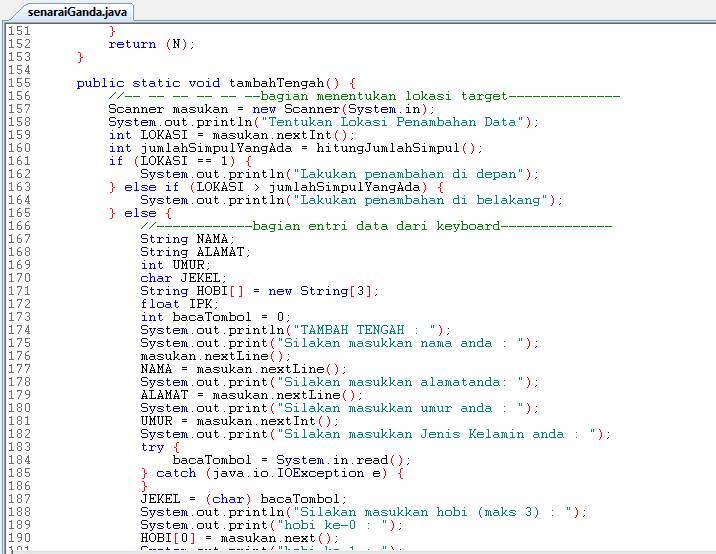 senaraiGanda.java
151 }
152 return (N);
153 }
154
155 public static void tambahTengah() {
156 //-- -- -- -- -- --bagian menentukan lokasi target--------------
157 Scanner masukan = new Scanner(System.in);
158 System.out.println("Tentukan Lokasi Penambahan Data");
159 int LOKASI = masukan.nextInt();
160 int jumlahSimpulYangAda = hitungJumlahSimpul();
161 if (LOKASI == 1) {
162 System.out.println("Lakukan penambahan di depan");
163 } else if (LOKASI > jumlahSimpulYangAda) {
164 System.out.println("Lakukan penambahan di belakang");
165 } else {
166 //------------bagian entri data dari keyboard--------------
167 String NAMA;
168 String ALAMAT;
169 int UMUR;
170 char JEKEL;
171 String HOBI[] = new String[3];
172 float IPK;
173 int bacaTombol = 0;
174 System.out.println("TAMBAH TENGAH : ");
175 System.out.print("Silakan masukkan nama anda : ");
176 masukan.nextLine();
177 NAMA = masukan.nextLine();
178 System.out.print("Silakan masukkan alamatanda: ");
179 ALAMAT = masukan.nextLine();
180 System.out.print("Silakan masukkan umur anda : ");
181 UMUR = masukan.nextInt();
182 System.out.print("Silakan masukkan Jenis Kelamin anda : ");
183 try {
184 bacaTombol = System.in.read();
185 } catch (java.io.IOException e) {
186 }
187 JEKEL = (char) bacaTombol;
188 System.out.println("Silakan masukkan hobi (maks 3) : ");
189 System.out.print("hobi ke-0 : ");
190 HOBI[0] = masukan.next();
191 System.out.print("hobi ke-1 : ");